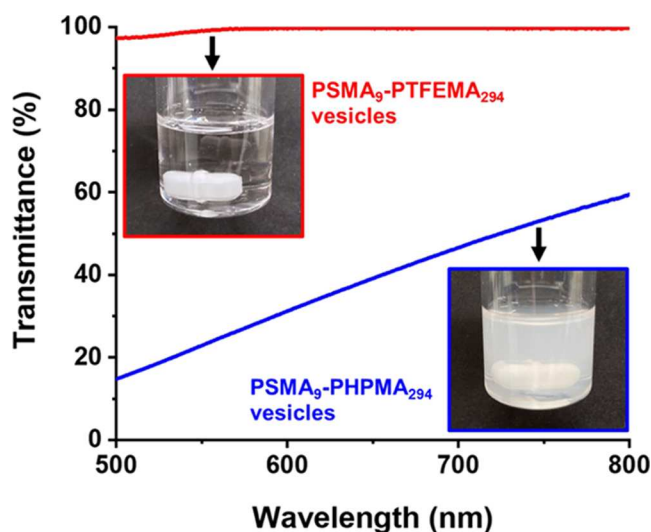 100
80
60
40
20
0
Transmittance (%)
PSMA₉-PTFEMA₂₉₄
vesicles
PSMA₉-PHPMA₂₉₄
vesicles
500
600
700
800
Wavelength (nm)